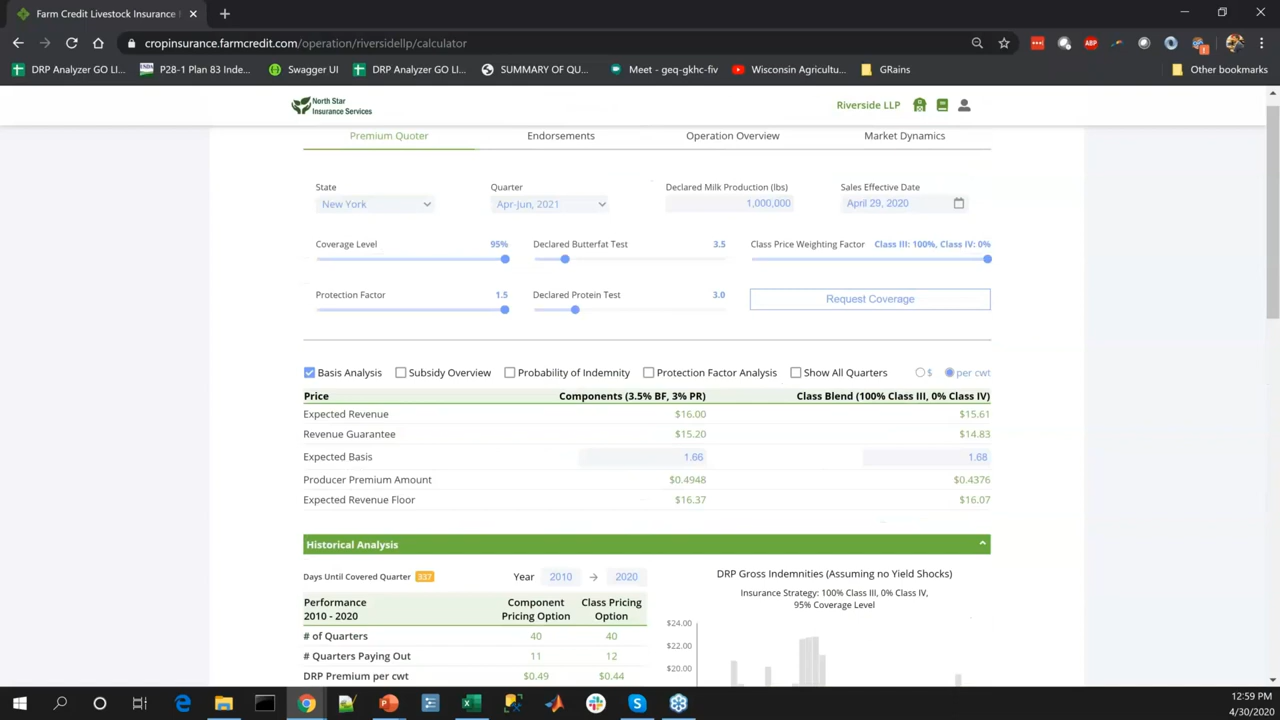 Farm Credit Livestock Insurance
cropinsurance.farmcredit.com/operation/riversidellp/calculator
ABP
DRP Analyzer GO LI...
P28-1 Plan 83 Inde...
Swagger UI
DRP Analyzer GO LI...
SUMMARY OF QU...
Meet - geq-gkhc-fiv
Wisconsin Agricultu...
GRains
Other bookmarks
North Star
Insurance Services
Riverside LLP
Premium Quoter
Endorsements
Operation Overview
Market Dynamics
State
Quarter
Declared Milk Production (lbs)
Sales Effective Date
New York
Apr-Jun, 2021
1,000,000
April 29, 2020
Coverage Level 95%
Declared Butterfat Test 3.5
Class Price Weighting Factor Class III: 100%, Class IV: 0%
Protection Factor 1.5
Declared Protein Test 3.0
Request Coverage
Basis Analysis
Subsidy Overview
Probability of Indemnity
Protection Factor Analysis
Show All Quarters
$
per cwt
Price Components (3.5% BF, 3% PR) Class Blend (100% Class III, 0% Class IV)
Expected Revenue $16.00 $15.61
Revenue Guarantee $15.20 $14.83
Expected Basis 1.66 1.68
Producer Premium Amount $0.4948 $0.4376
Expected Revenue Floor $16.37 $16.07
Historical Analysis
Days Until Covered Quarter 337
Year 2010 → 2020
Performance
2010 - 2020
Component
Pricing Option
Class Pricing
Option
# of Quarters 40 40
# Quarters Paying Out 11 12
DRP Premium per cwt $0.49 $0.44
DRP Gross Indemnities (Assuming no Yield Shocks)
Insurance Strategy: 100% Class III, 0% Class IV,
95% Coverage Level
$24.00
$22.00
$20.00
12:59 PM
4/30/2020